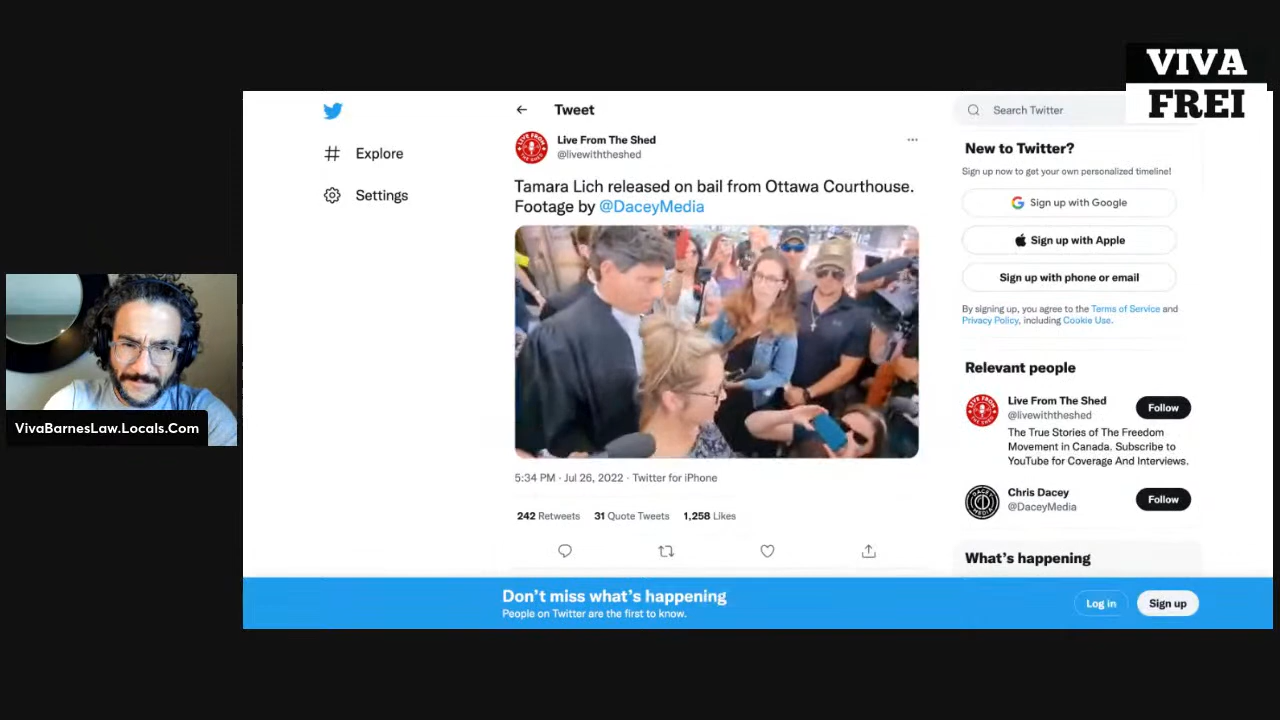 VIVA
FREI
Tweet
Search Twitter
Live From The Shed
@livewiththeshed
Explore
Settings
Tamara Lich released on bail from Ottawa Courthouse.
Footage by @DaceyMedia
5:34 PM · Jul 26, 2022 · Twitter for iPhone
242 Retweets 31 Quote Tweets 1,258 Likes
New to Twitter?
Sign up now to get your own personalized timeline!
Sign up with Google
Sign up with Apple
Sign up with phone or email
By signing up, you agree to the Terms of Service and
Privacy Policy, including Cookie Use.
Relevant people
Live From The Shed
@livewiththeshed
Follow
The True Stories of The Freedom
Movement in Canada. Subscribe to
YouTube for Coverage And Interviews.
Chris Dacey
@DaceyMedia
Follow
What's happening
VivaBarnesLaw.Locals.Com
Don't miss what's happening
People on Twitter are the first to know.
Log in
Sign up